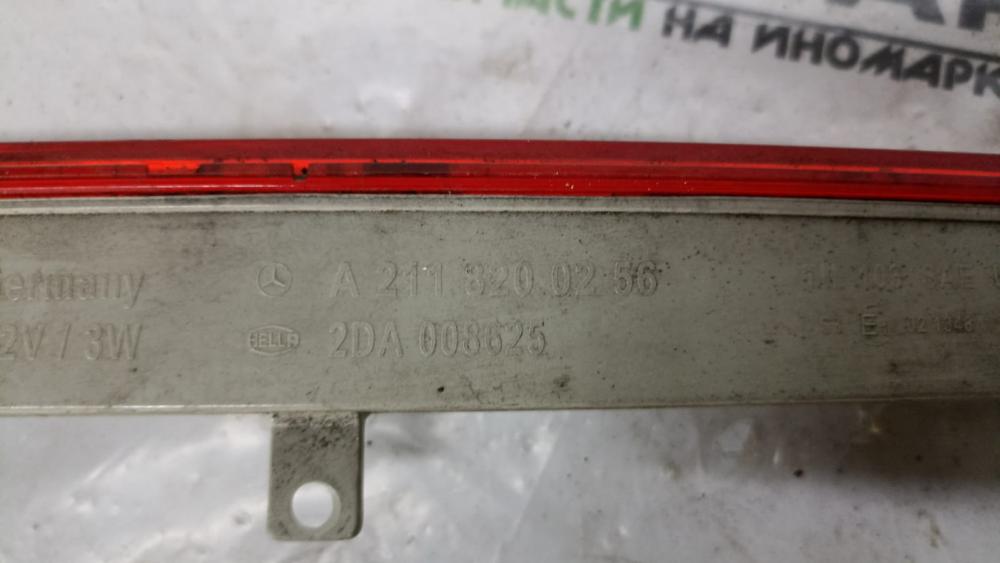 НА ИНОМАРК
Germany
A 211 820 02 56
12V / 3W
HELLA
2DA 008625